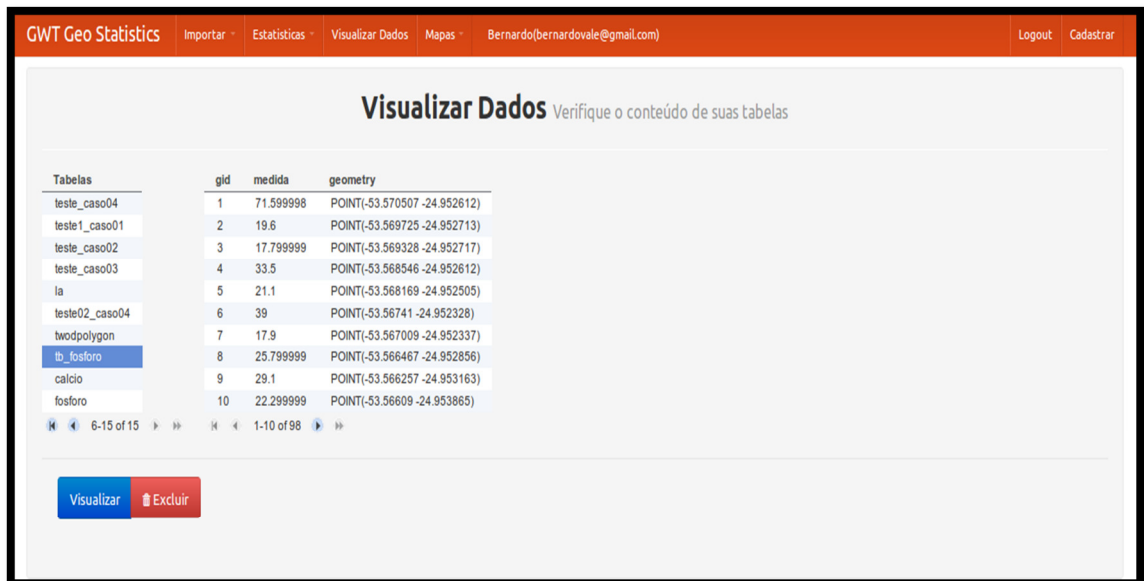 GWT Geo Statistics Importar Estatisticas Visualizar Dados Mapas Bernardo(bernardovale@gmail.com) Logout Cadastrar
Visualizar Dados Verifique o conteúdo de suas tabelas
Tabelas gid medida geometry
teste_caso04 1 71.599998 POINT(-53.570507 -24.952612)
teste1_caso01 2 19.6 POINT(-53.569725 -24.952713)
teste_caso02 3 17.799999 POINT(-53.569328 -24.952717)
teste_caso03 4 33.5 POINT(-53.568546 -24.952612)
la 5 21.1 POINT(-53.568169 -24.952505)
teste02_caso04 6 39 POINT(-53.56741 -24.952328)
twodpolygon 7 17.9 POINT(-53.567009 -24.952337)
tb_fosforo 8 25.799999 POINT(-53.566467 -24.952856)
calcio 9 29.1 POINT(-53.566257 -24.953163)
fosforo 10 22.299999 POINT(-53.56609 -24.953865)
6-15 of 15 1-10 of 98
Visualizar Excluir